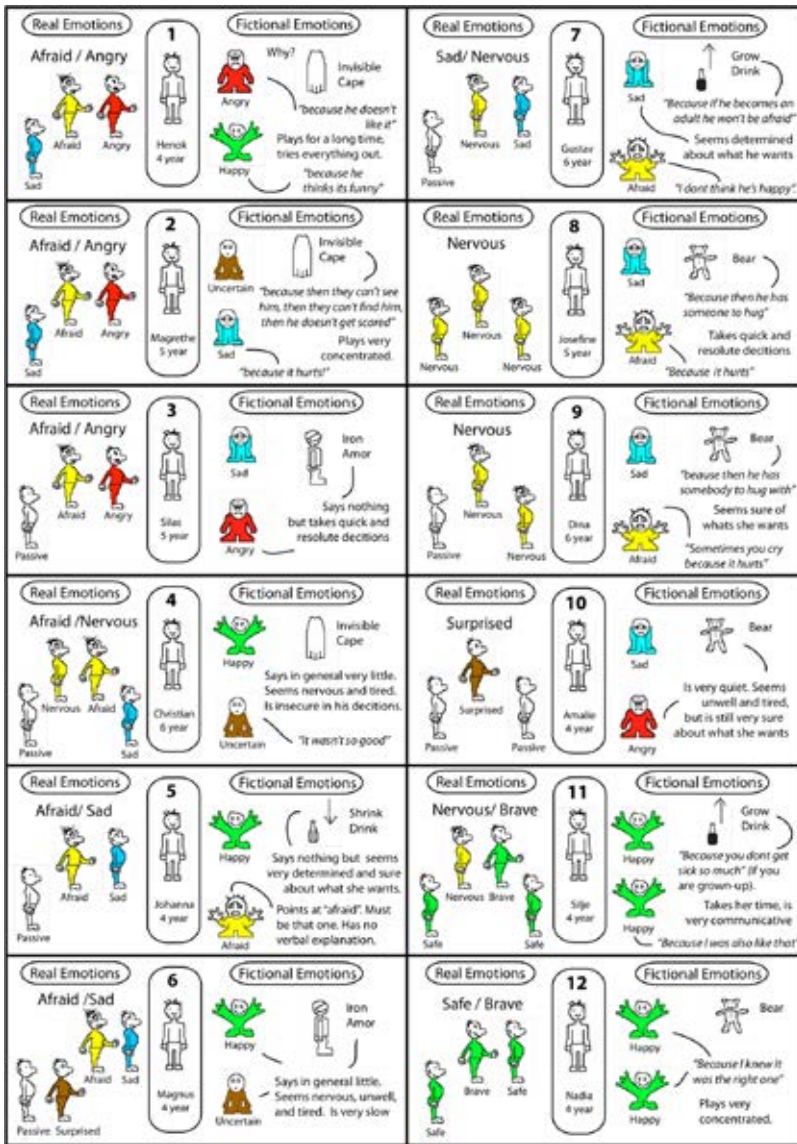 Real Emotions
Fictional Emotions
1
Afraid / Angry
Afraid
Angry
Sad
Henok
4 year
Why?
Angry
Invisible
Cape
"because he doesn't
like it"
Happy
Plays for a long time,
tries everything out.
"because he
thinks its funny"
Real Emotions
Fictional Emotions
2
Afraid / Angry
Afraid
Angry
Sad
Magrethe
5 year
Uncertain
Invisible
Cape
"because then they can't see
him, then they can't find him,
then he doesn't get scared"
Sad
Plays very
concentrated.
"because it hurts!"
Real Emotions
Fictional Emotions
3
Afraid / Angry
Afraid
Angry
Passive
Silas
5 year
Sad
Iron
Amor
Says nothing
but takes quick and
resolute decitions
Angry
Real Emotions
Fictional Emotions
4
Afraid /Nervous
Nervous
Afraid
Passive
Sad
Christian
6 year
Happy
Invisible
Cape
Says in general very little.
Seems nervous and tired.
Is insecure in his decitions.
Uncertain
"it wasn't so good"
Real Emotions
Fictional Emotions
5
Afraid/ Sad
Afraid
Sad
Passive
Johanna
4 year
Happy
Shrink
Drink
Says nothing but seems
very determined and sure
about what she wants.
Afraid
Points at "afraid". Must
be that one. Has no
verbal explanation.
Real Emotions
Fictional Emotions
6
Afraid /Sad
Afraid
Sad
Passive
Surprised
Magnus
4 year
Happy
Iron
Amor
Says in general little.
Seems nervous, unwell,
and tired. Is very slow
Uncertain
Real Emotions
Fictional Emotions
7
Sad/ Nervous
Nervous
Sad
Passive
Gustav
6 year
Sad
Grow
Drink
"Because if he becomes an
adult he won't be afraid"
Seems determined
about what he wants
Afraid
"I dont think he's happy".
Real Emotions
Fictional Emotions
8
Nervous
Nervous
Nervous
Nervous
Josefine
5 year
Sad
Bear
"Because then he has
someone to hug"
Takes quick and
resolute decitions
Afraid
"Because it hurts"
Real Emotions
Fictional Emotions
9
Nervous
Nervous
Passive
Nervous
Dina
6 year
Sad
Bear
"beause then he has
somebody to hug with"
Seems sure of
whats she wants
Afraid
"Sometimes you cry
because it hurts"
Real Emotions
Fictional Emotions
10
Surprised
Surprised
Passive
Passive
Amalie
4 year
Sad
Bear
Is very quiet. Seems
unwell and tired,
but is still very sure
about what she wants
Angry
Real Emotions
Fictional Emotions
11
Nervous/ Brave
Nervous
Brave
Safe
Safe
Silje
4 year
Happy
Grow
Drink
"Because you dont get
sick so much" (if you
are grown-up).
Takes her time, is
very communicative
Happy
"Because I was also like that"
Real Emotions
Fictional Emotions
12
Safe / Brave
Brave
Safe
Safe
Nadia
4 year
Happy
Bear
"Because I knew it
was the right one"
Happy
Plays very
concentrated.